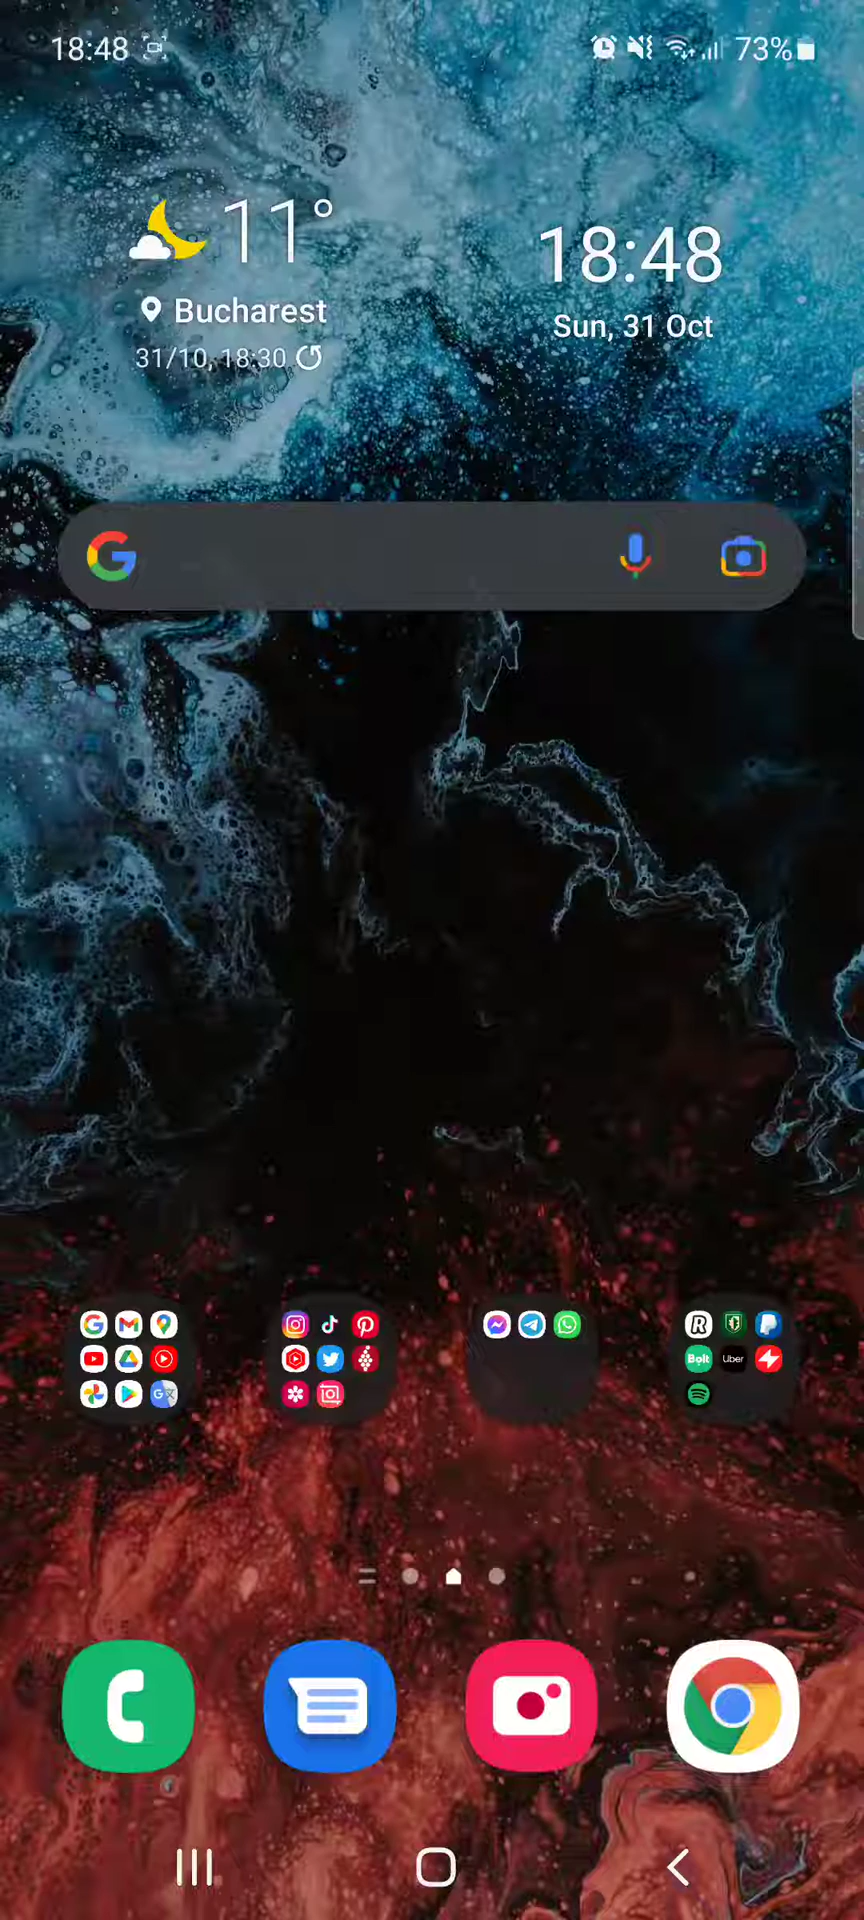 18:48
73%
11°
Bucharest
31/10, 18:30
18:48
Sun, 31 Oct
Bolt
Uber